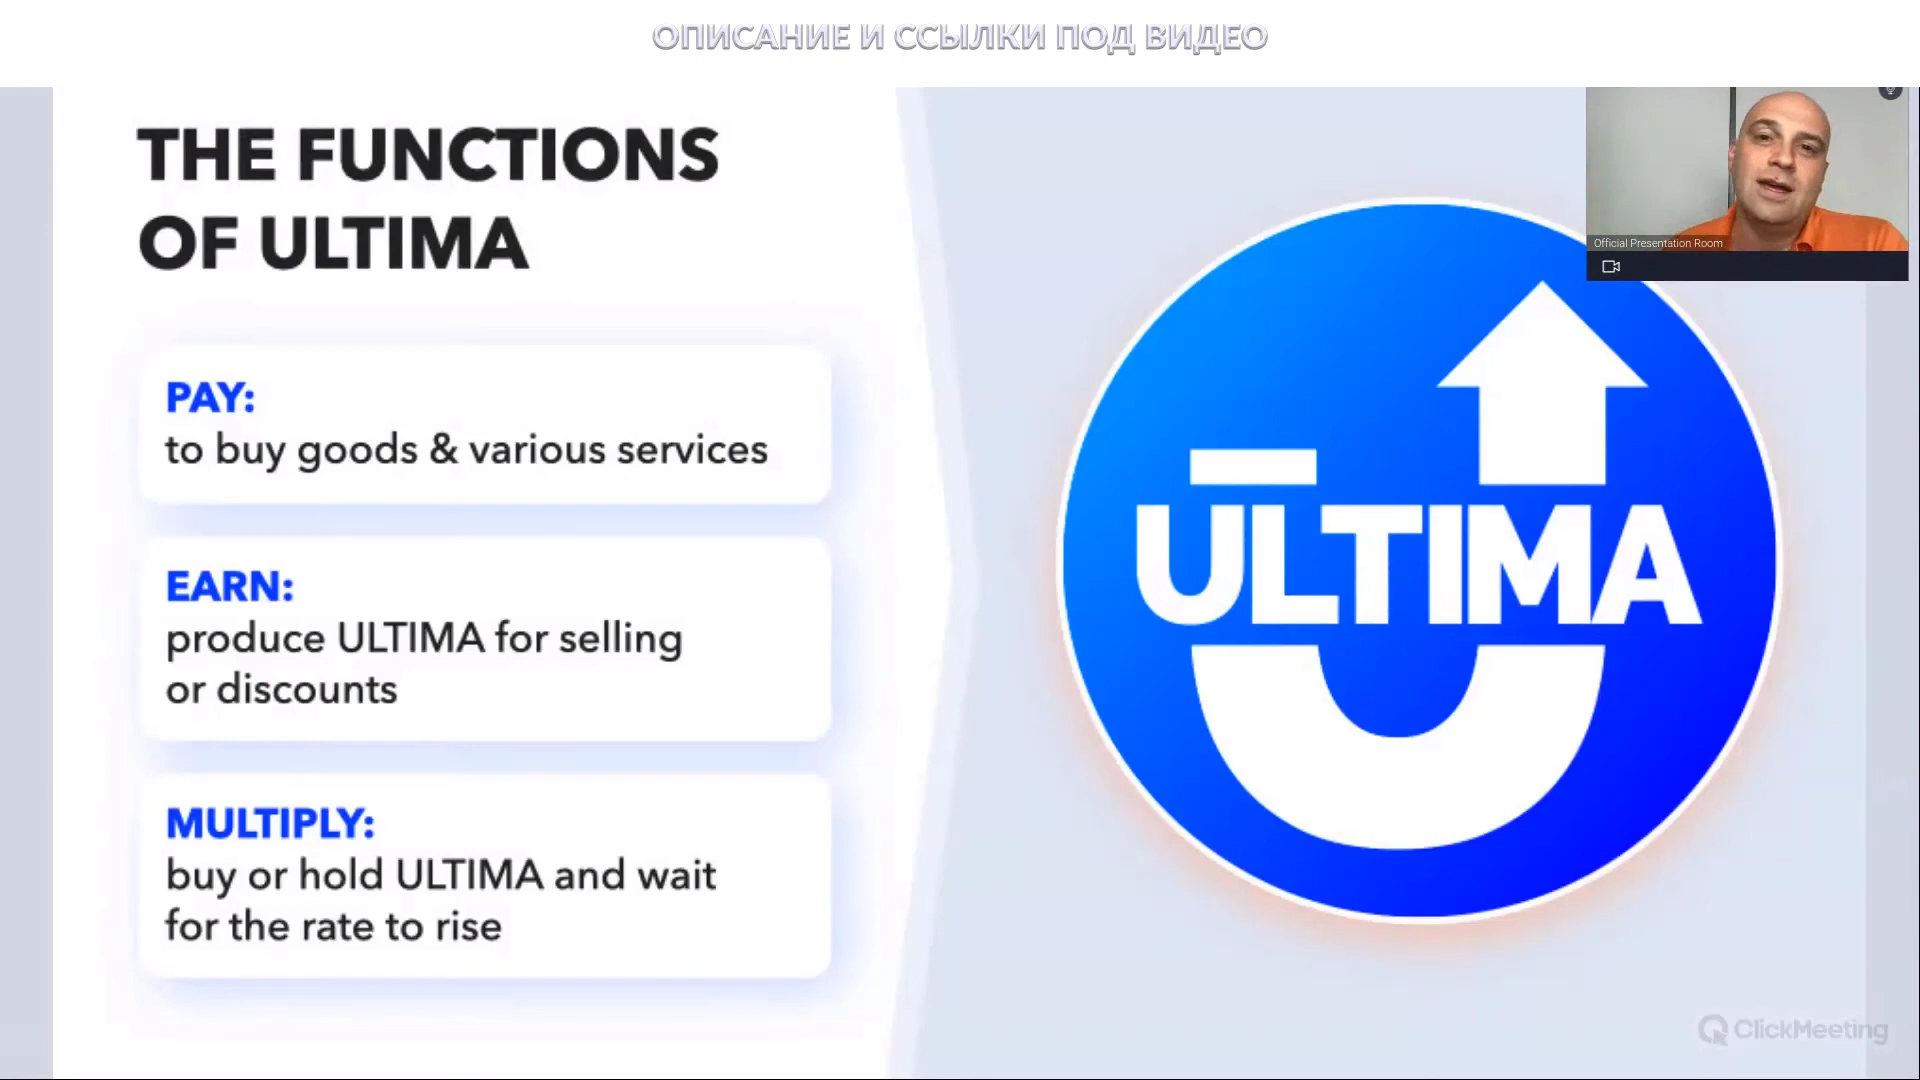 ОПИСАНИЕ И ССЫЛКИ ПОД ВИДЕО
THE FUNCTIONS
OF ULTIMA
PAY:
to buy goods & various services
EARN:
produce ULTIMA for selling
or discounts
MULTIPLY:
buy or hold ULTIMA and wait
for the rate to rise
Official Presentation Room
ULTIMA
ClickMeeting